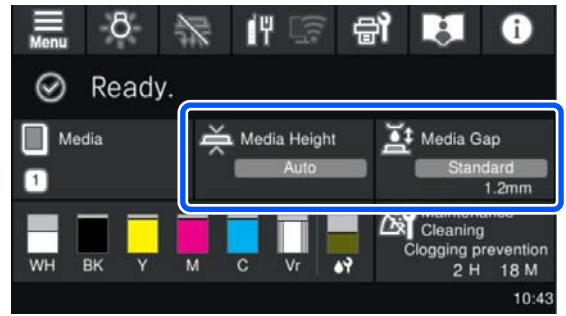 Menu
Ready.
Media
1
Media Height
Auto
Media Gap
Standard
1.2mm
WH BK Y M C Vr
Maintenance
Cleaning
Clogging prevention
2 H 18 M
10:43